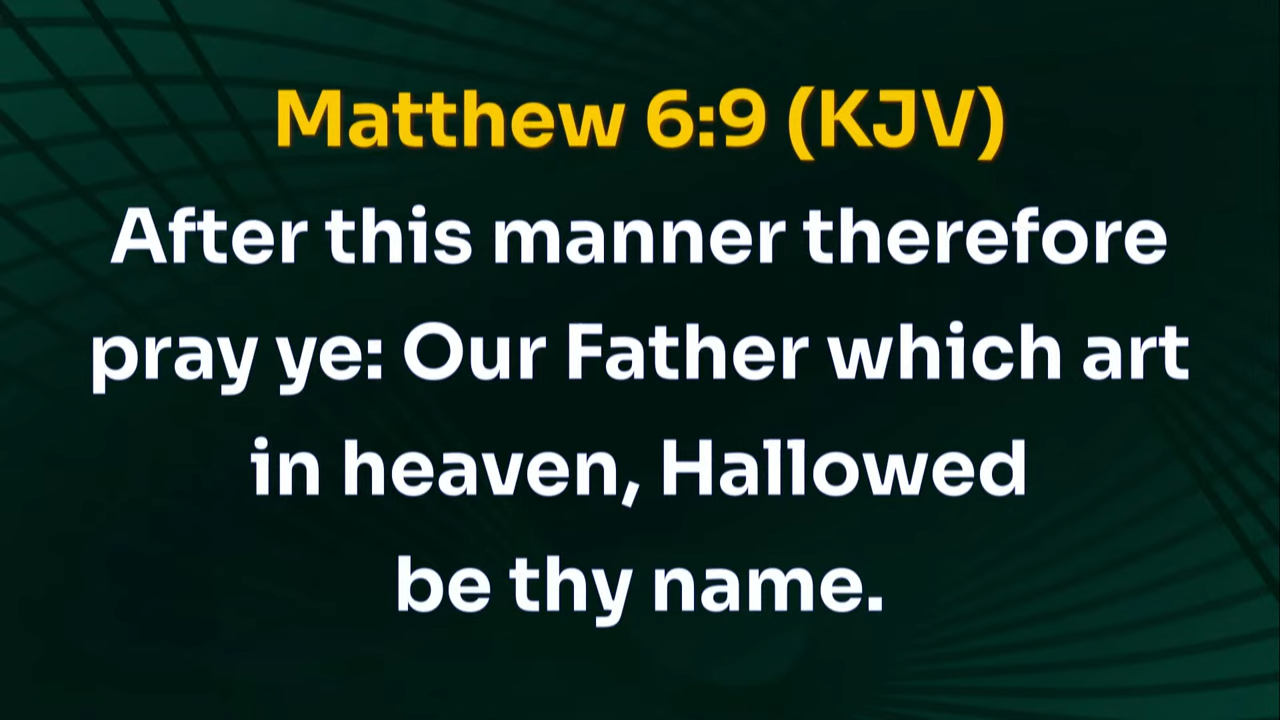 Matthew 6:9 (KJV)
After this manner therefore
pray ye: Our Father which art
in heaven, Hallowed
be thy name.